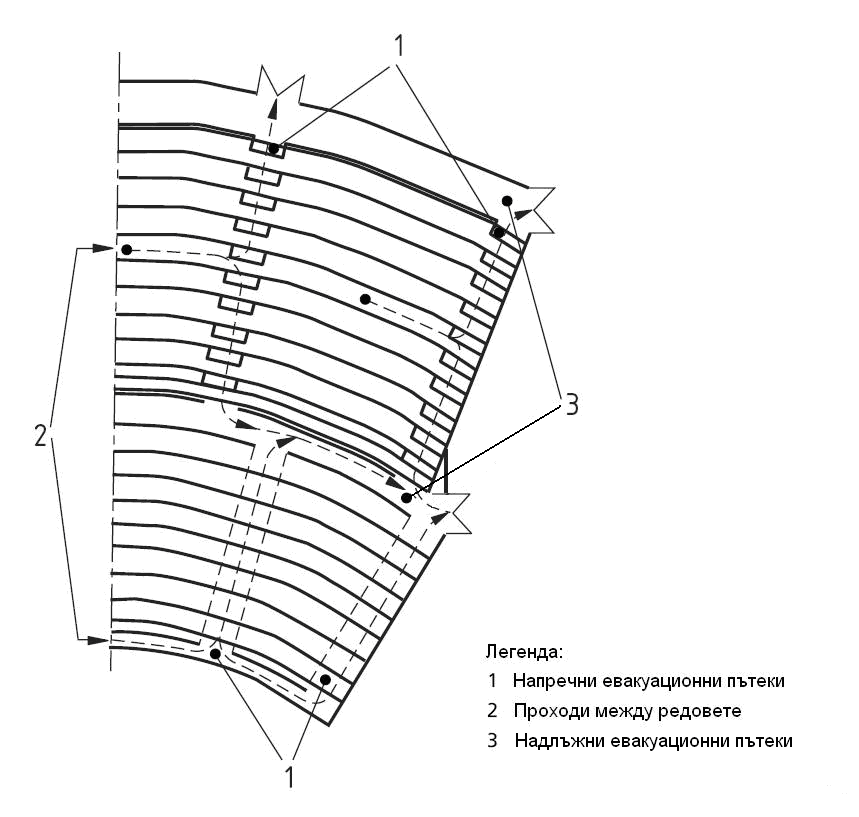 1
2
3
1
Легенда:
1 Напречни евакуационни пътеки
2 Проходи между редовете
3 Надлъжни евакуационни пътеки